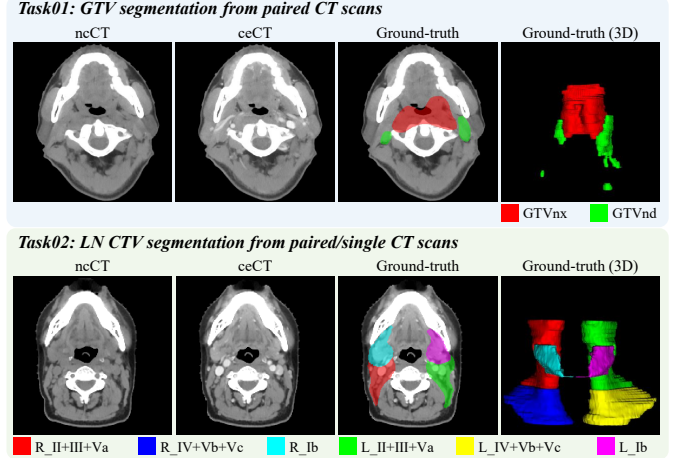 Task01: GTV segmentation from paired CT scans
ncCT ceCT Ground-truth Ground-truth (3D)
GTVnx GTVnd
Task02: LN CTV segmentation from paired/single CT scans
ncCT ceCT Ground-truth Ground-truth (3D)
R_II+III+Va R_IV+Vb+Vc R_Ib L_II+III+Va L_IV+Vb+Vc L_Ib